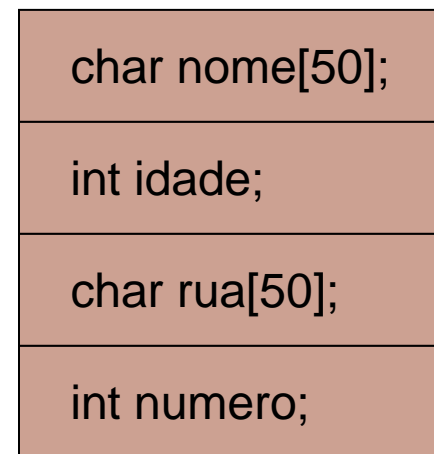 char nome[50];
int idade;
char rua[50];
int numero;